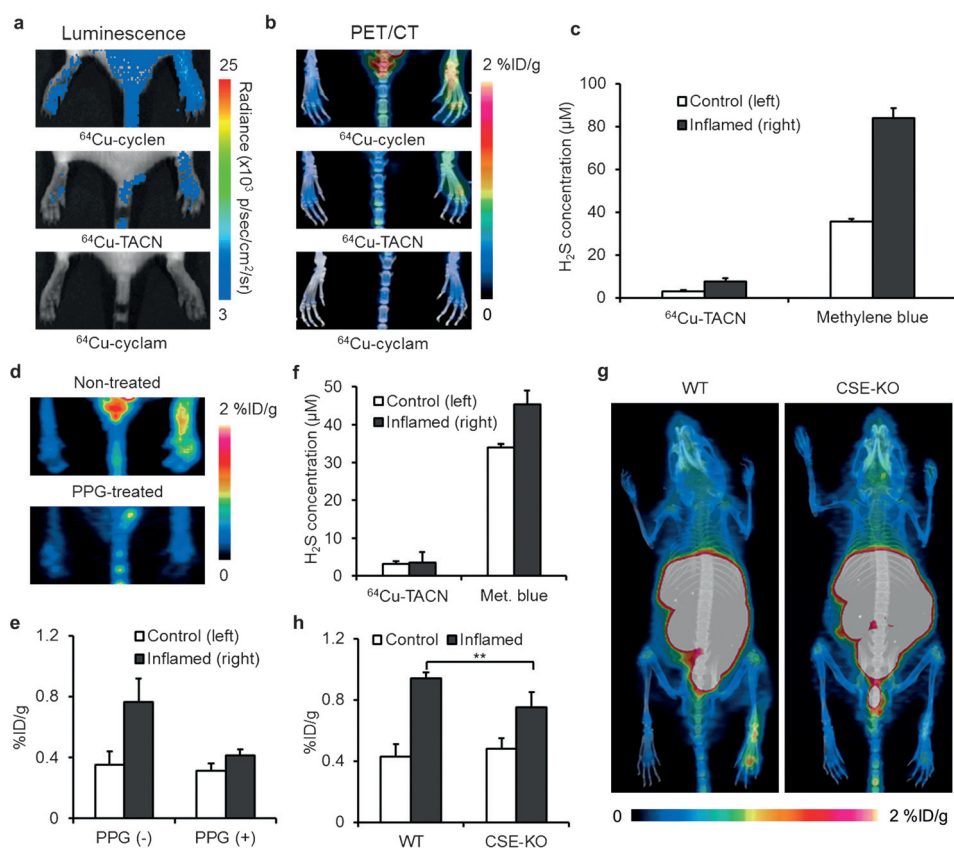 a
Luminescence
25
Radiance (x10³ p/sec/cm²/sr)
3
⁶⁴Cu-cyclen
⁶⁴Cu-TACN
⁶⁴Cu-cyclam
b
PET/CT
2 %ID/g
0
⁶⁴Cu-cyclen
⁶⁴Cu-TACN
⁶⁴Cu-cyclam
c
H₂S concentration (µM)
100
80
60
40
20
0
Control (left)
Inflamed (right)
⁶⁴Cu-TACN Methylene blue
d
Non-treated
2 %ID/g
PPG-treated
0
e
%ID/g
1.2
0.8
0.4
0
Control (left)
Inflamed (right)
PPG (-) PPG (+)
f
H₂S concentration (µM)
50
40
30
20
10
0
Control (left)
Inflamed (right)
⁶⁴Cu-TACN Met. blue
h
%ID/g
1.2
0.8
0.4
0
Control Inflamed
**
WT CSE-KO
g
WT CSE-KO
0 2 %ID/g